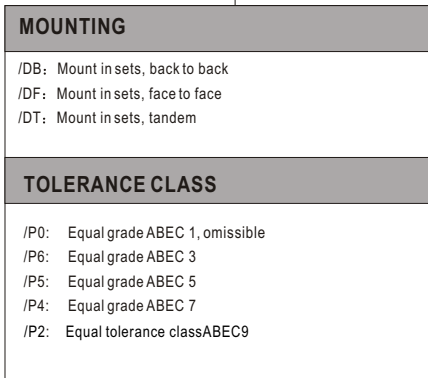 MOUNTING
/DB: Mount in sets, back to back
/DF: Mount in sets, face to face
/DT: Mount in sets, tandem
TOLERANCE CLASS
/P0: Equal grade ABEC 1, omissible
/P6: Equal grade ABEC 3
/P5: Equal grade ABEC 5
/P4: Equal grade ABEC 7
/P2: Equal tolerance classABEC9